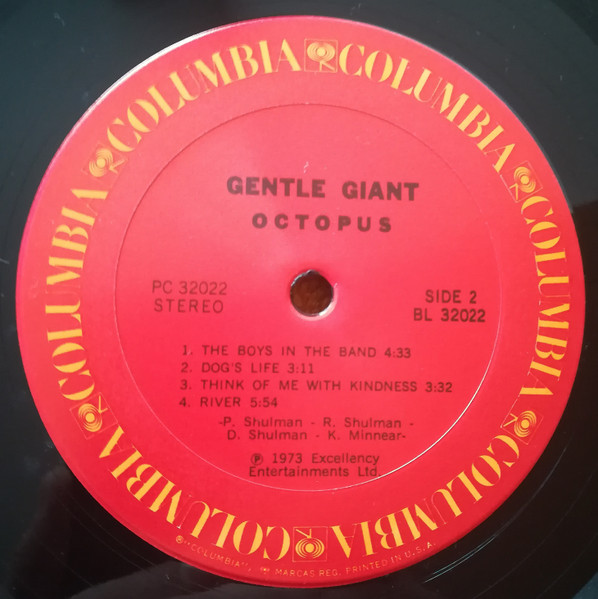 COLUMBIA COLUMBIA COLUMBIA COLUMBIA COLUMBIA COLUMBIA
GENTLE GIANT
OCTOPUS
PC 32022
STEREO
SIDE 2
BL 32022
1. THE BOYS IN THE BAND 4:33
2. DOG'S LIFE 3:11
3. THINK OF ME WITH KINDNESS 3:32
4. RIVER 5:54
-P. Shulman - R. Shulman -
D. Shulman - K. Minnear-
Ⓟ 1973 Excellency
Entertainments Ltd.
®"COLUMBIA", MARCAS REG. PRINTED IN U.S.A.